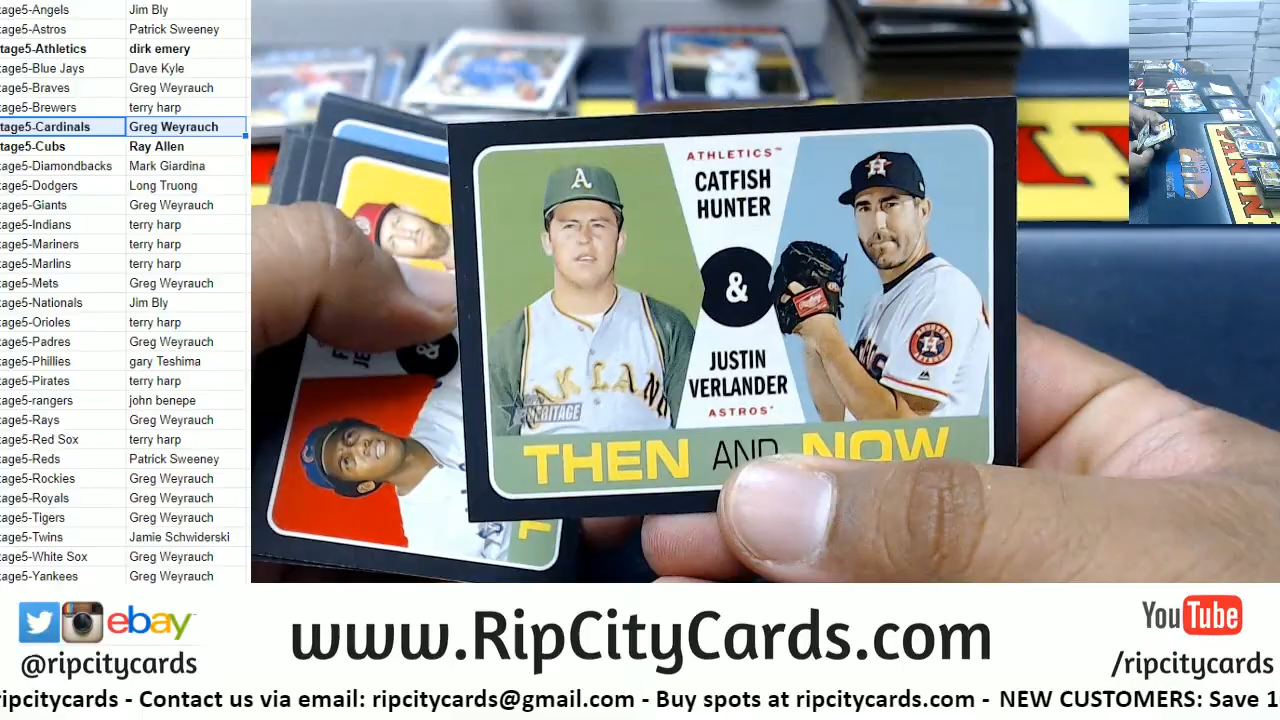 tage5-Angels Jim Bly
tage5-Astros Patrick Sweeney
tage5-Athletics dirk emery
tage5-Blue Jays Dave Kyle
tage5-Braves Greg Weyrauch
tage5-Brewers terry harp
tage5-Cardinals Greg Weyrauch
tage5-Cubs Ray Allen
tage5-Diamondbacks Mark Giardina
tage5-Dodgers Long Truong
tage5-Giants Greg Weyrauch
tage5-Indians terry harp
tage5-Mariners terry harp
tage5-Marlins terry harp
tage5-Mets Greg Weyrauch
tage5-Nationals Jim Bly
tage5-Orioles terry harp
tage5-Padres Greg Weyrauch
tage5-Phillies gary Teshima
tage5-Pirates terry harp
tage5-rangers john benepe
tage5-Rays Greg Weyrauch
tage5-Red Sox terry harp
tage5-Reds Patrick Sweeney
tage5-Rockies Greg Weyrauch
tage5-Royals Greg Weyrauch
tage5-Tigers Greg Weyrauch
tage5-Twins Jamie Schwiderski
tage5-White Sox Greg Weyrauch
tage5-Yankees Greg Weyrauch
ATHLETICS™
CATFISH
HUNTER
&
JUSTIN
VERLANDER
ASTROS®
A
OAKLAN
HERITAGE
H
THEN AND NOW
&
ebay™
@ripcitycards
www.RipCityCards.com
YouTube
/ripcitycards
ripcitycards - Contact us via email: ripcitycards@gmail.com - Buy spots at ripcitycards.com - NEW CUSTOMERS: Save 1